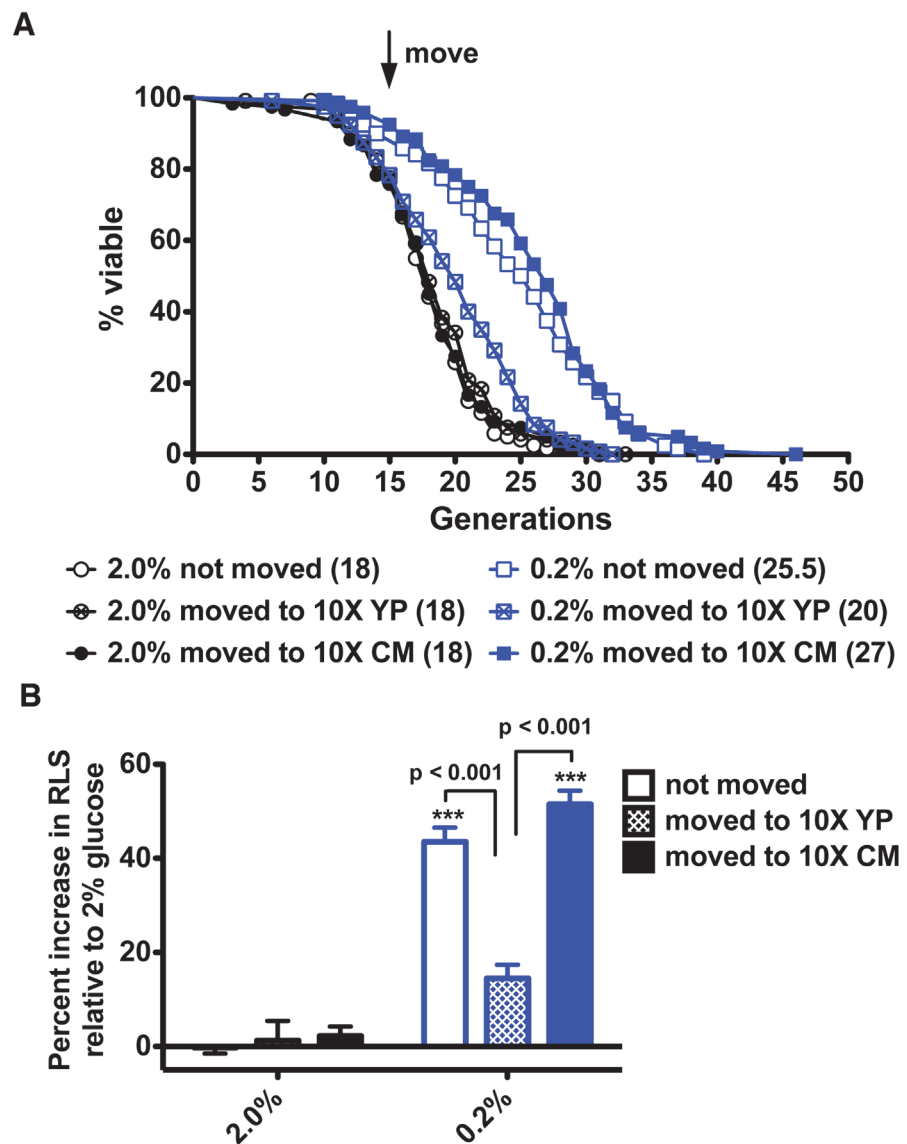 A
move
100
80
60
40
20
0
% viable
0 5 10 15 20 25 30 35 40 45 50
Generations
2.0% not moved (18) 0.2% not moved (25.5)
2.0% moved to 10X YP (18) 0.2% moved to 10X YP (20)
2.0% moved to 10X CM (18) 0.2% moved to 10X CM (27)
B
Percent increase in RLS
relative to 2% glucose
60
40
20
0
p < 0.001
p < 0.001
***
***
not moved
moved to 10X YP
moved to 10X CM
2.0% 0.2%